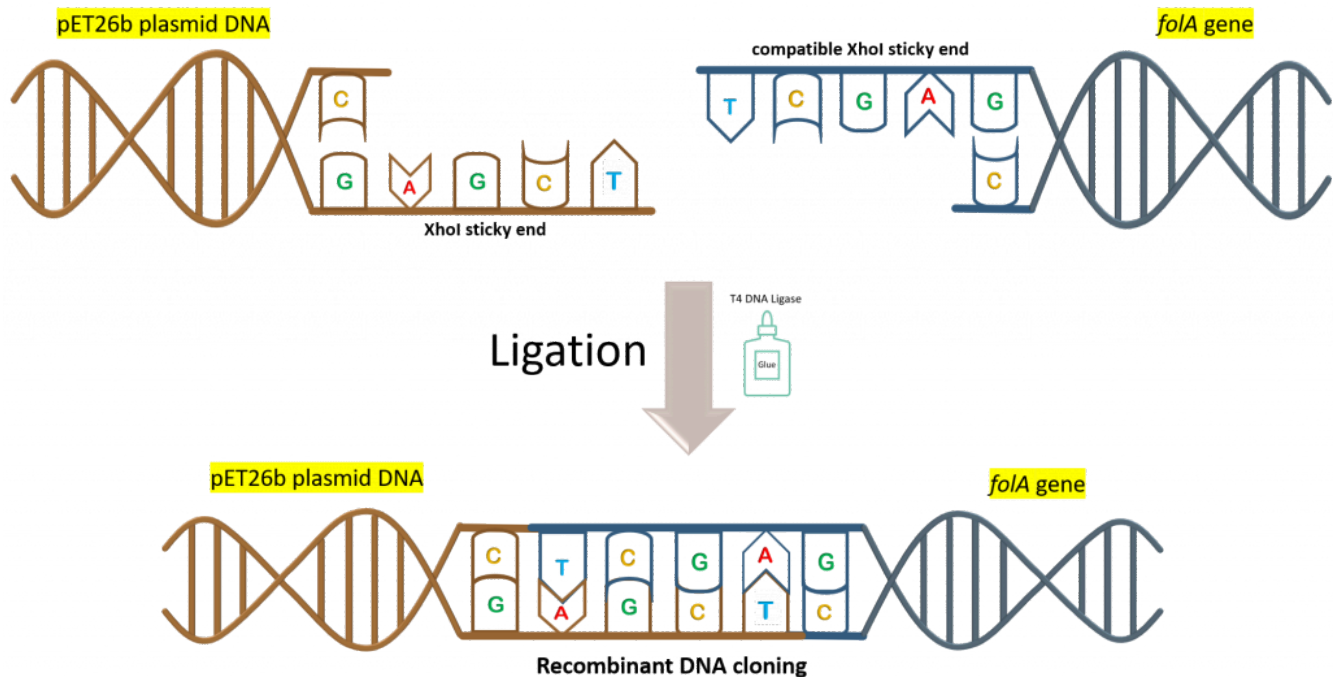 pET26b plasmid DNA
folA gene
compatible XhoI sticky end
C
T C G A G
G A G C T
C
XhoI sticky end
T4 DNA Ligase
Ligation
Glue
pET26b plasmid DNA
folA gene
C T C G A G
G A G C T C
Recombinant DNA cloning